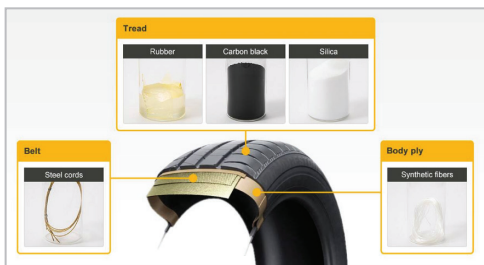 Tread
Rubber
Carbon black
Silica
Belt
Steel cords
Body ply
Synthetic fibers